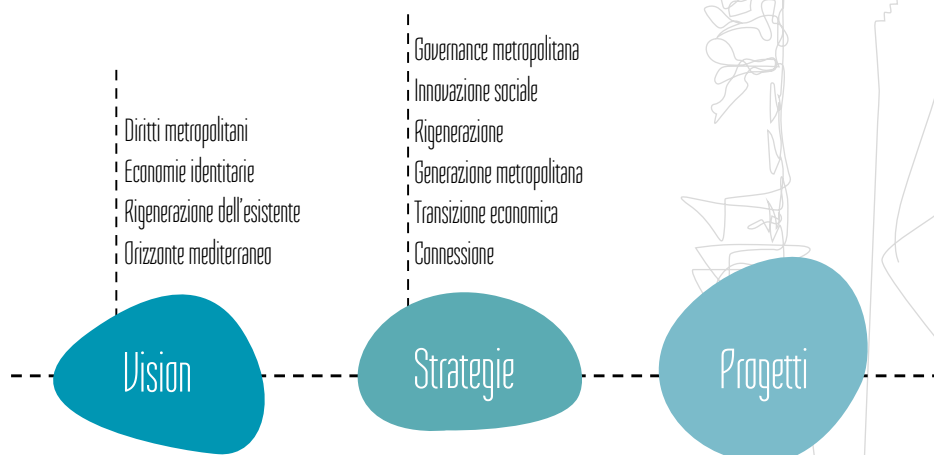 Diritti metropolitani
Economie identitarie
Rigenerazione dell'esistente
Orizzonte mediterraneo
Vision
Governance metropolitana
Innovazione sociale
Rigenerazione
Generazione metropolitana
Transizione economica
Connessione
Strategie
Progetti